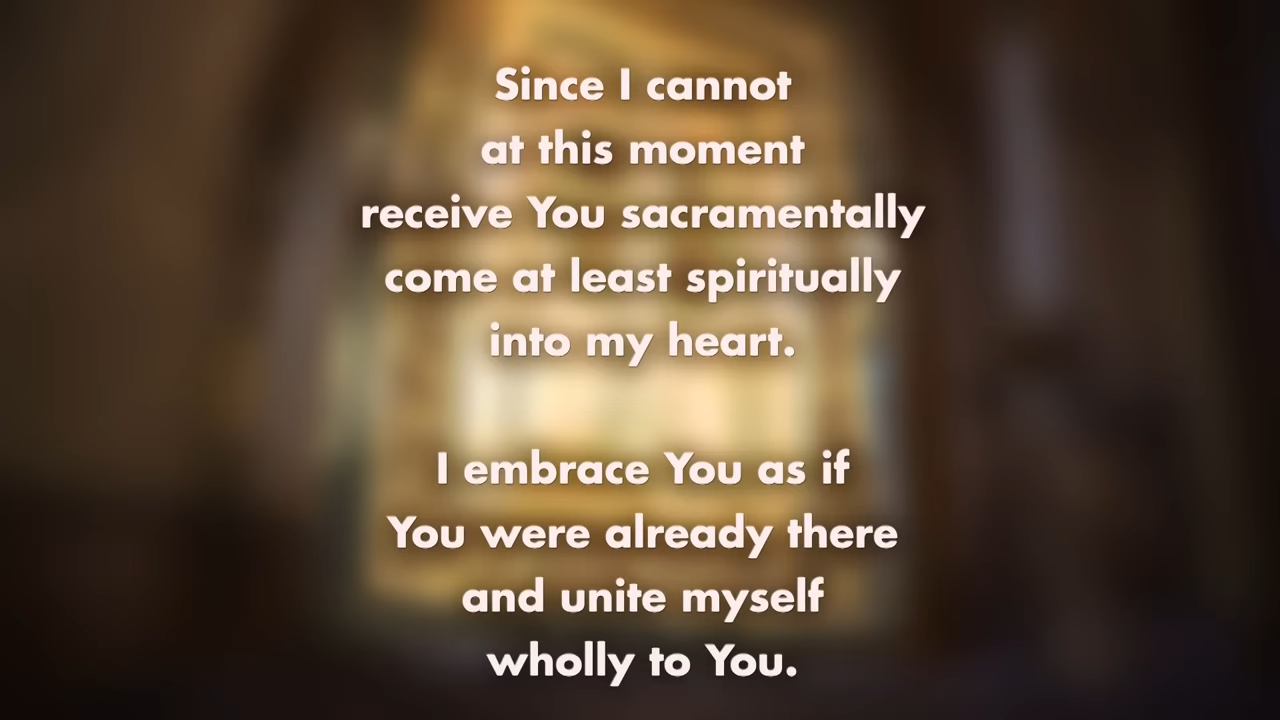 Since I cannot
at this moment
receive You sacramentally
come at least spiritually
into my heart.
I embrace You as if
You were already there
and unite myself
wholly to You.